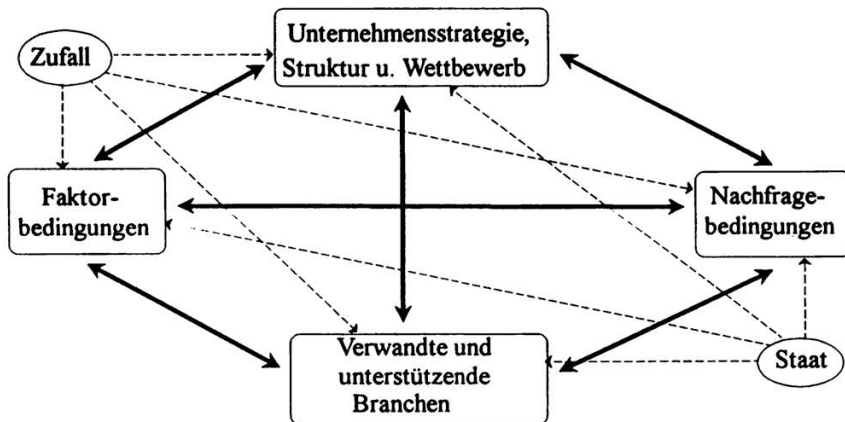 Zufall
Unternehmensstrategie,
Struktur u. Wettbewerb
Faktor-
bedingungen
Nachfrage-
bedingungen
Verwandte und
unterstützende
Branchen
Staat